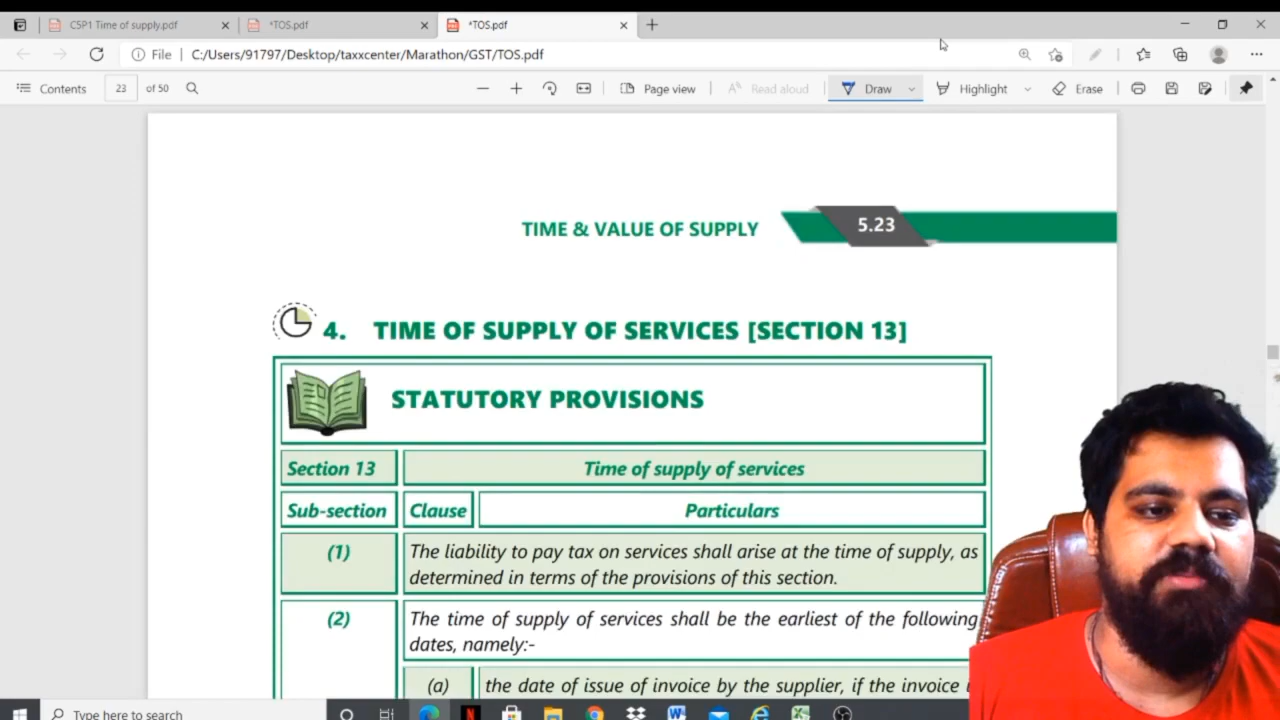 C5P1 Time of supply.pdf
*TOS.pdf
*TOS.pdf
File
C:/Users/91797/Desktop/taxxcenter/Marathon/GST/TOS.pdf
Contents
23
of 50
Page view
Read aloud
Draw
Highlight
Erase
TIME & VALUE OF SUPPLY
5.23
4. TIME OF SUPPLY OF SERVICES [SECTION 13]
STATUTORY PROVISIONS
Section 13
Time of supply of services
Sub-section
Clause
Particulars
(1)
The liability to pay tax on services shall arise at the time of supply, as
determined in terms of the provisions of this section.
(2)
The time of supply of services shall be the earliest of the following
dates, namely:-
(a)
the date of issue of invoice by the supplier, if the invoice
Type here to search